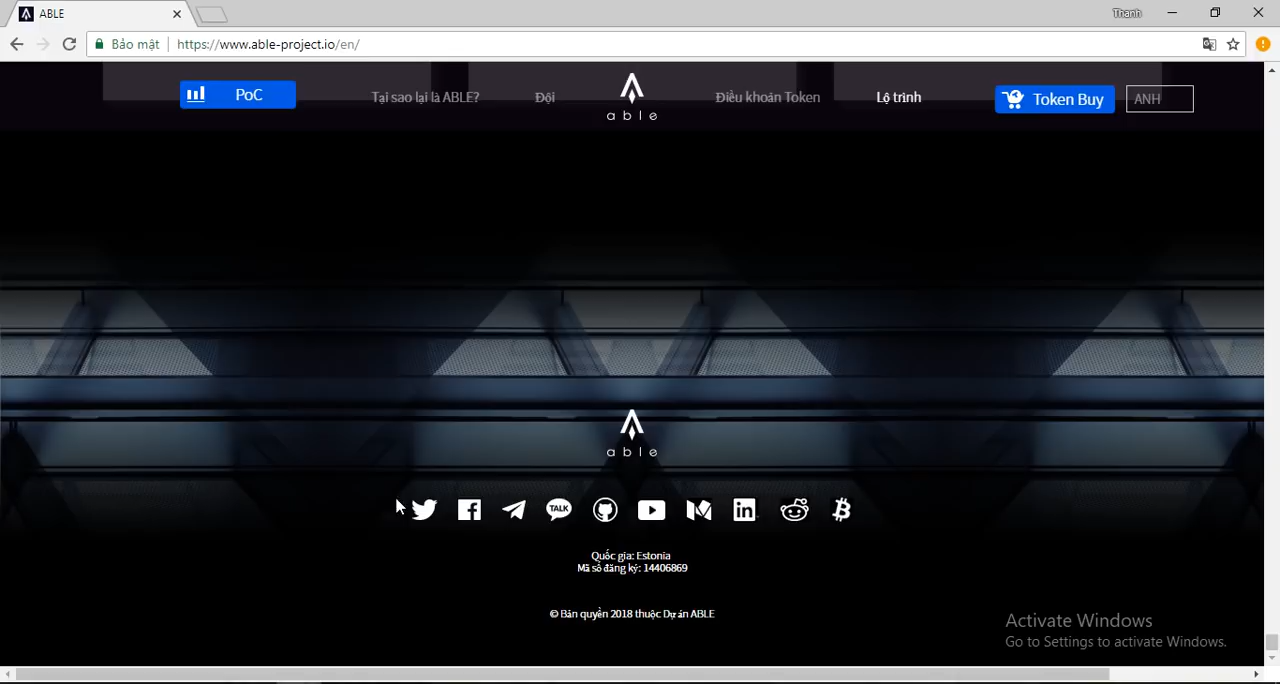 ABLE
Thanh
Bảo mật
https://www.able-project.io/en/
PoC
Tại sao lại là ABLE?
Đội
able
Điều khoản Token
Lộ trình
Token Buy
ANH
able
TALK
Quốc gia: Estonia
Mã số đăng ký: 14406869
© Bản quyền 2018 thuộc Dự án ABLE
Activate Windows
Go to Settings to activate Windows.